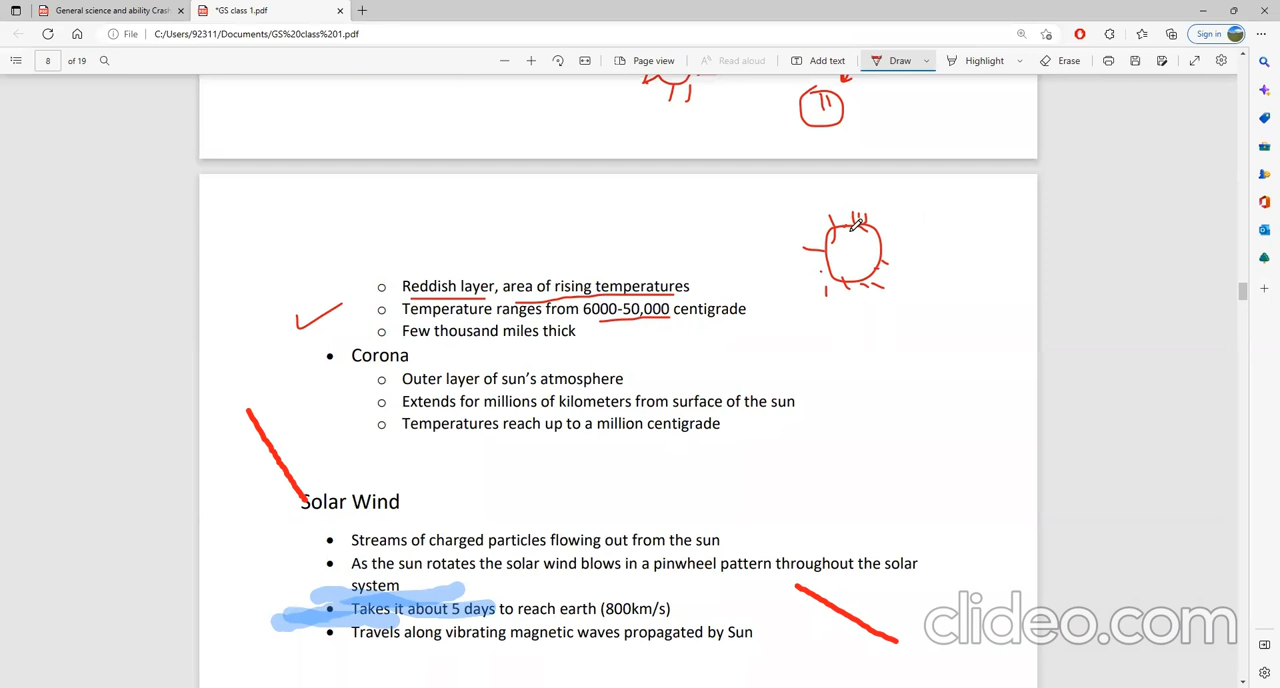 General science and ability Crash
*GS class 1.pdf
File
C:/Users/92311/Documents/GS%20class%201.pdf
Sign in
8 of 19
Page view
Read aloud
Add text
Draw
Highlight
Erase
Reddish layer, area of rising temperatures
Temperature ranges from 6000-50,000 centigrade
Few thousand miles thick
Corona
Outer layer of sun's atmosphere
Extends for millions of kilometers from surface of the sun
Temperatures reach up to a million centigrade
Solar Wind
Streams of charged particles flowing out from the sun
As the sun rotates the solar wind blows in a pinwheel pattern throughout the solar
system
Takes it about 5 days to reach earth (800km/s)
Travels along vibrating magnetic waves propagated by Sun
clideo.com